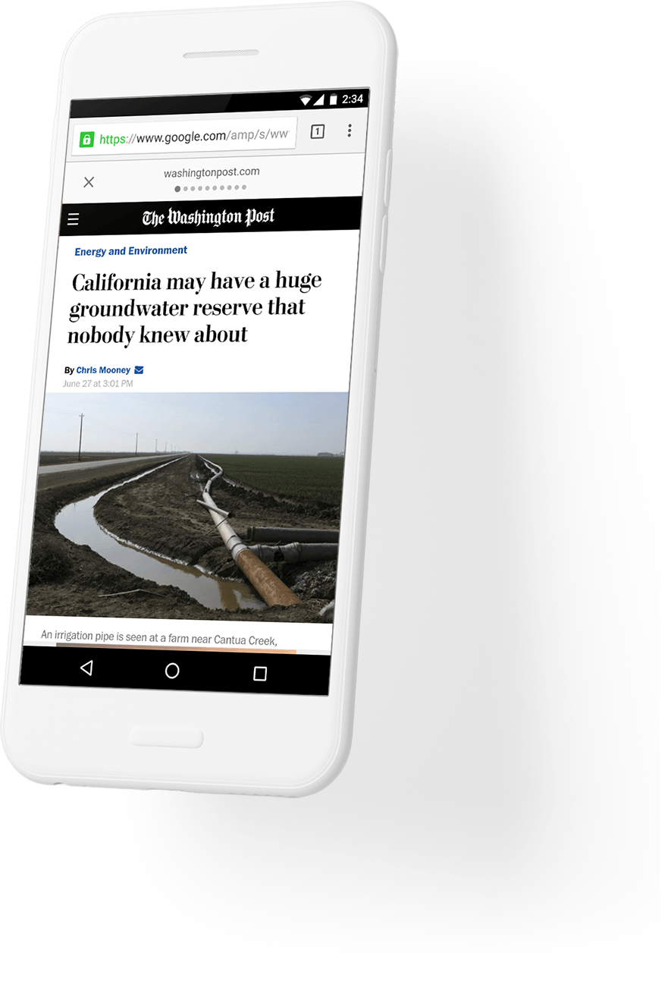 2:34
https://www.google.com/amp/s/ww
1
washingtonpost.com
The Washington Post
Energy and Environment
California may have a huge
groundwater reserve that
nobody knew about
By Chris Mooney
June 27 at 3:01 PM
An irrigation pipe is seen at a farm near Cantua Creek,